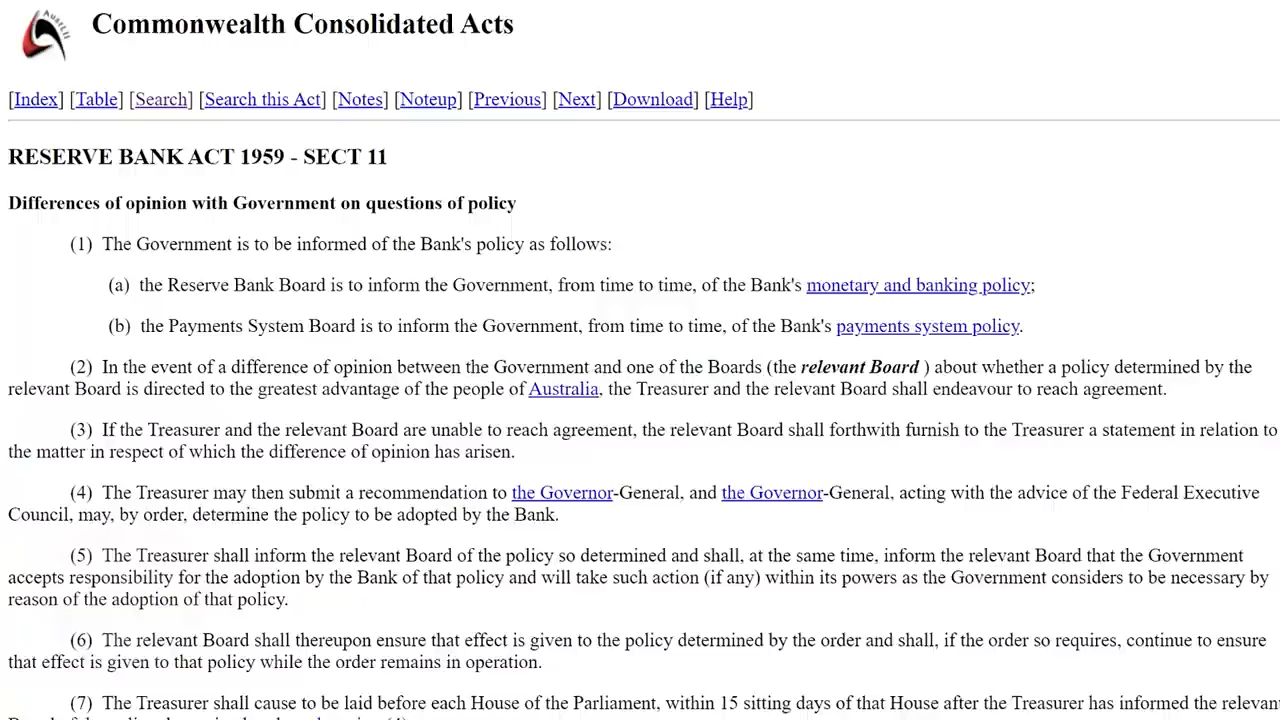 AustLII
Commonwealth Consolidated Acts
[Index] [Table] [Search] [Search this Act] [Notes] [Noteup] [Previous] [Next] [Download] [Help]
RESERVE BANK ACT 1959 - SECT 11
Differences of opinion with Government on questions of policy
(1) The Government is to be informed of the Bank's policy as follows:
(a) the Reserve Bank Board is to inform the Government, from time to time, of the Bank's monetary and banking policy;
(b) the Payments System Board is to inform the Government, from time to time, of the Bank's payments system policy.
(2) In the event of a difference of opinion between the Government and one of the Boards (the relevant Board ) about whether a policy determined by the
relevant Board is directed to the greatest advantage of the people of Australia, the Treasurer and the relevant Board shall endeavour to reach agreement.
(3) If the Treasurer and the relevant Board are unable to reach agreement, the relevant Board shall forthwith furnish to the Treasurer a statement in relation to
the matter in respect of which the difference of opinion has arisen.
(4) The Treasurer may then submit a recommendation to the Governor-General, and the Governor-General, acting with the advice of the Federal Executive
Council, may, by order, determine the policy to be adopted by the Bank.
(5) The Treasurer shall inform the relevant Board of the policy so determined and shall, at the same time, inform the relevant Board that the Government
accepts responsibility for the adoption by the Bank of that policy and will take such action (if any) within its powers as the Government considers to be necessary by
reason of the adoption of that policy.
(6) The relevant Board shall thereupon ensure that effect is given to the policy determined by the order and shall, if the order so requires, continue to ensure
that effect is given to that policy while the order remains in operation.
(7) The Treasurer shall cause to be laid before each House of the Parliament, within 15 sitting days of that House after the Treasurer has informed the relevan